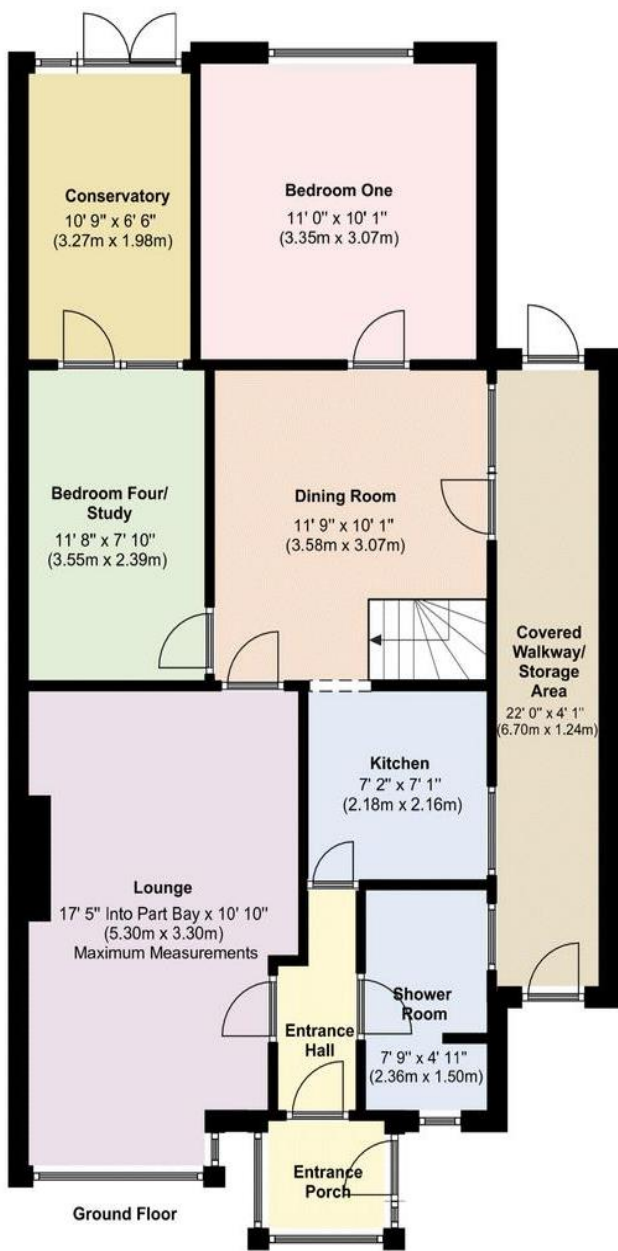 Conservatory
10' 9" x 6' 6"
(3.27m x 1.98m)
Bedroom One
11' 0" x 10' 1"
(3.35m x 3.07m)
Bedroom Four/
Study
11' 8" x 7' 10"
(3.55m x 2.39m)
Dining Room
11' 9" x 10' 1"
(3.58m x 3.07m)
Covered
Walkway/
Storage
Area
22' 0" x 4' 1"
(6.70m x 1.24m)
Kitchen
7' 2" x 7' 1"
(2.18m x 2.16m)
Lounge
17' 5" Into Part Bay x 10' 10"
(5.30m x 3.30m)
Maximum Measurements
Entrance
Hall
Shower
Room
7' 9" x 4' 11"
(2.36m x 1.50m)
Entrance
Porch
Ground Floor